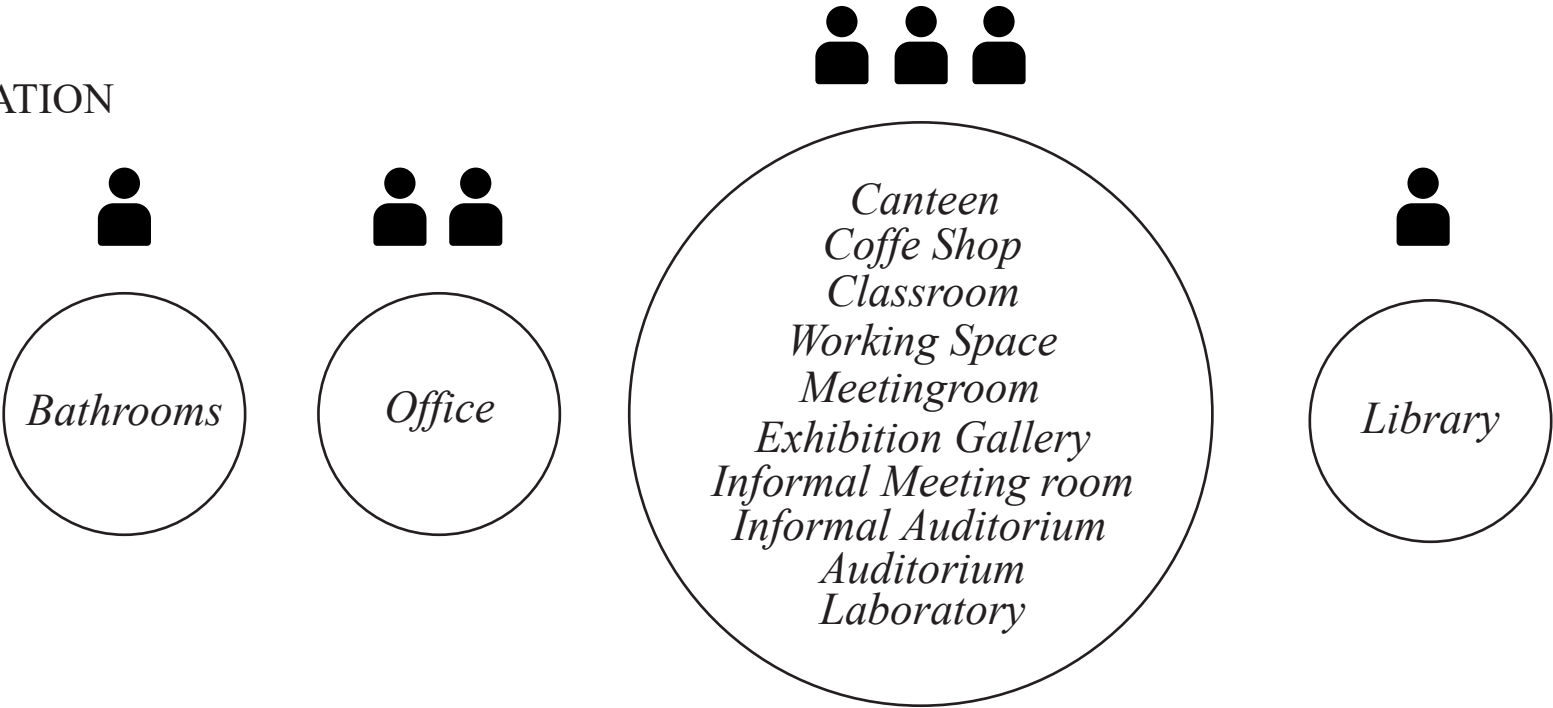 ATION
Bathrooms
Office
Canteen
Coffe Shop
Classroom
Working Space
Meetingroom
Exhibition Gallery
Informal Meeting room
Informal Auditorium
Auditorium
Laboratory
Library